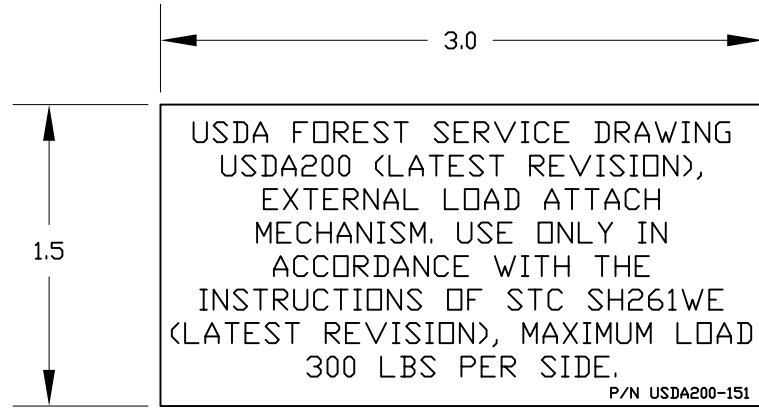 3.0
1.5
USDA FOREST SERVICE DRAWING
USDA200 (LATEST REVISION),
EXTERNAL LOAD ATTACH
MECHANISM. USE ONLY IN
ACCORDANCE WITH THE
INSTRUCTIONS OF STC SH261WE
(LATEST REVISION), MAXIMUM LOAD
300 LBS PER SIDE.
P/N USDA200-151